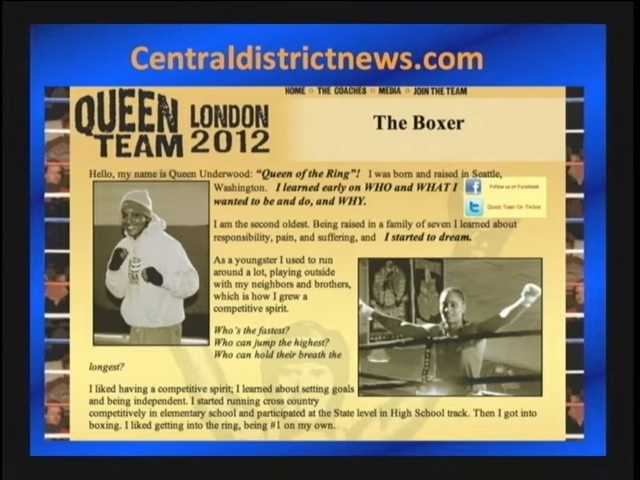 Centraldistrictnews.com
HOME ☼ THE COACHES ☼ MEDIA ☼ JOIN THE TEAM
QUEEN LONDON
TEAM 2012
The Boxer
Hello, my name is Queen Underwood: “Queen of the Ring”! I was born and raised in Seattle,
Washington. I learned early on WHO and WHAT I
wanted to be and do, and WHY.
Follow us on Facebook
Queen Team On Twitter
I am the second oldest. Being raised in a family of seven I learned about
responsibility, pain, and suffering, and I started to dream.
As a youngster I used to run
around a lot, playing outside
with my neighbors and brothers,
which is how I grew a
competitive spirit.
Who's the fastest?
Who can jump the highest?
Who can hold their breath the
longest?
I liked having a competitive spirit; I learned about setting goals
and being independent. I started running cross country
competitively in elementary school and participated at the State level in High School track. Then I got into
boxing. I liked getting into the ring, being #1 on my own.